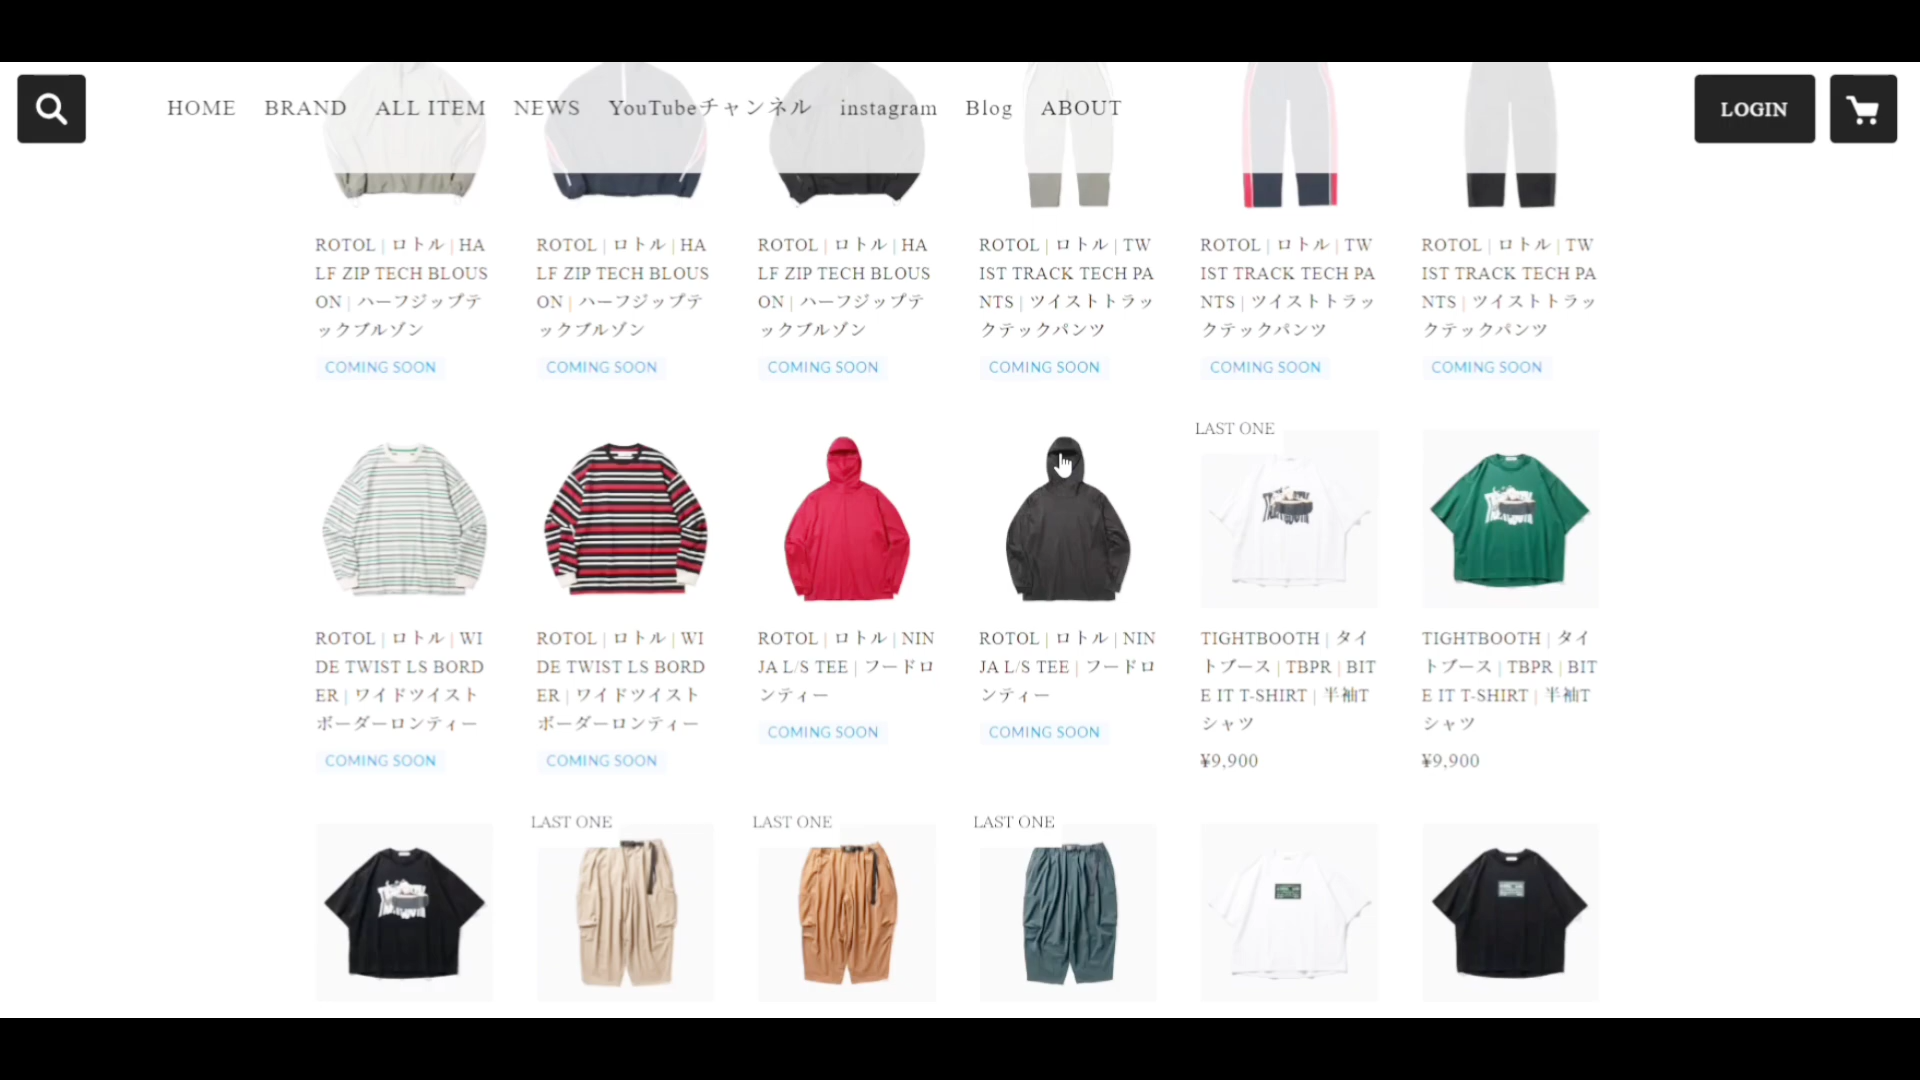 HOME BRAND ALL ITEM NEWS YouTubeチャンネル instagram Blog ABOUT LOGIN
ROTOL | ロトル | HA
LF ZIP TECH BLOUS
ON | ハーフジップテ
ックブルゾン
COMING SOON
ROTOL | ロトル | HA
LF ZIP TECH BLOUS
ON | ハーフジップテ
ックブルゾン
COMING SOON
ROTOL | ロトル | HA
LF ZIP TECH BLOUS
ON | ハーフジップテ
ックブルゾン
COMING SOON
ROTOL | ロトル | TW
IST TRACK TECH PA
NTS | ツイストトラッ
クテックパンツ
COMING SOON
ROTOL | ロトル | TW
IST TRACK TECH PA
NTS | ツイストトラッ
クテックパンツ
COMING SOON
ROTOL | ロトル | TW
IST TRACK TECH PA
NTS | ツイストトラッ
クテックパンツ
COMING SOON
ROTOL | ロトル | WI
DE TWIST LS BORD
ER | ワイドツイスト
ボーダーロンティー
COMING SOON
ROTOL | ロトル | WI
DE TWIST LS BORD
ER | ワイドツイスト
ボーダーロンティー
COMING SOON
ROTOL | ロトル | NIN
JA L/S TEE | フードロ
ンティー
COMING SOON
ROTOL | ロトル | NIN
JA L/S TEE | フードロ
ンティー
COMING SOON
LAST ONE
TIGHTBOOTH | タイ
トブース | TBPR | BIT
E IT T-SHIRT | 半袖T
シャツ
¥9,900
TIGHTBOOTH | タイ
トブース | TBPR | BIT
E IT T-SHIRT | 半袖T
シャツ
¥9,900
LAST ONE
LAST ONE
LAST ONE